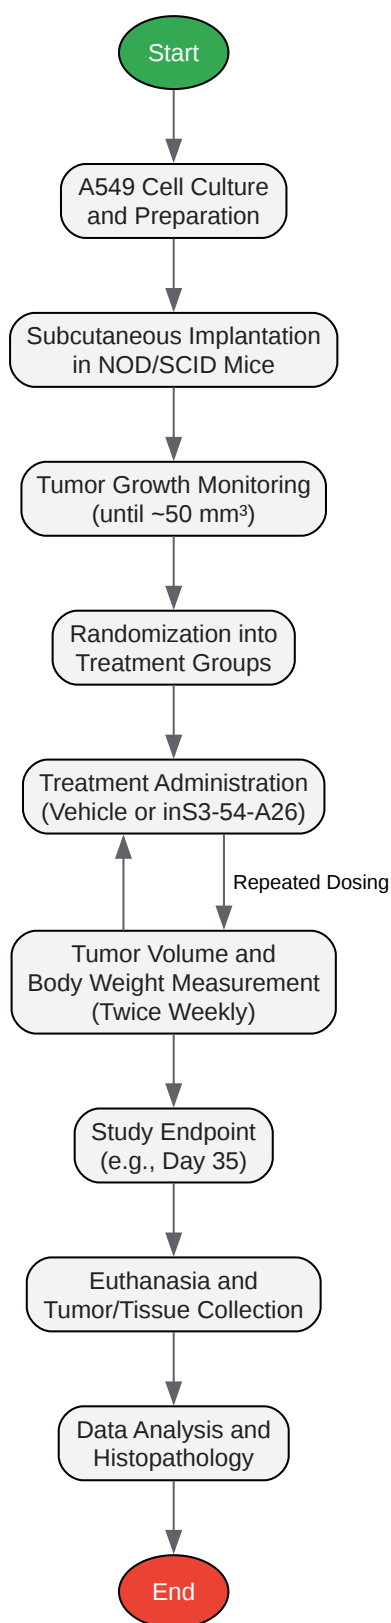 Start
A549 Cell Culture
and Preparation
Subcutaneous Implantation
in NOD/SCID Mice
Tumor Growth Monitoring
(until ~50 mm³)
Randomization into
Treatment Groups
Treatment Administration
(Vehicle or inS3-54-A26)
Repeated Dosing
Tumor Volume and
Body Weight Measurement
(Twice Weekly)
Study Endpoint
(e.g., Day 35)
Euthanasia and
Tumor/Tissue Collection
Data Analysis and
Histopathology
End